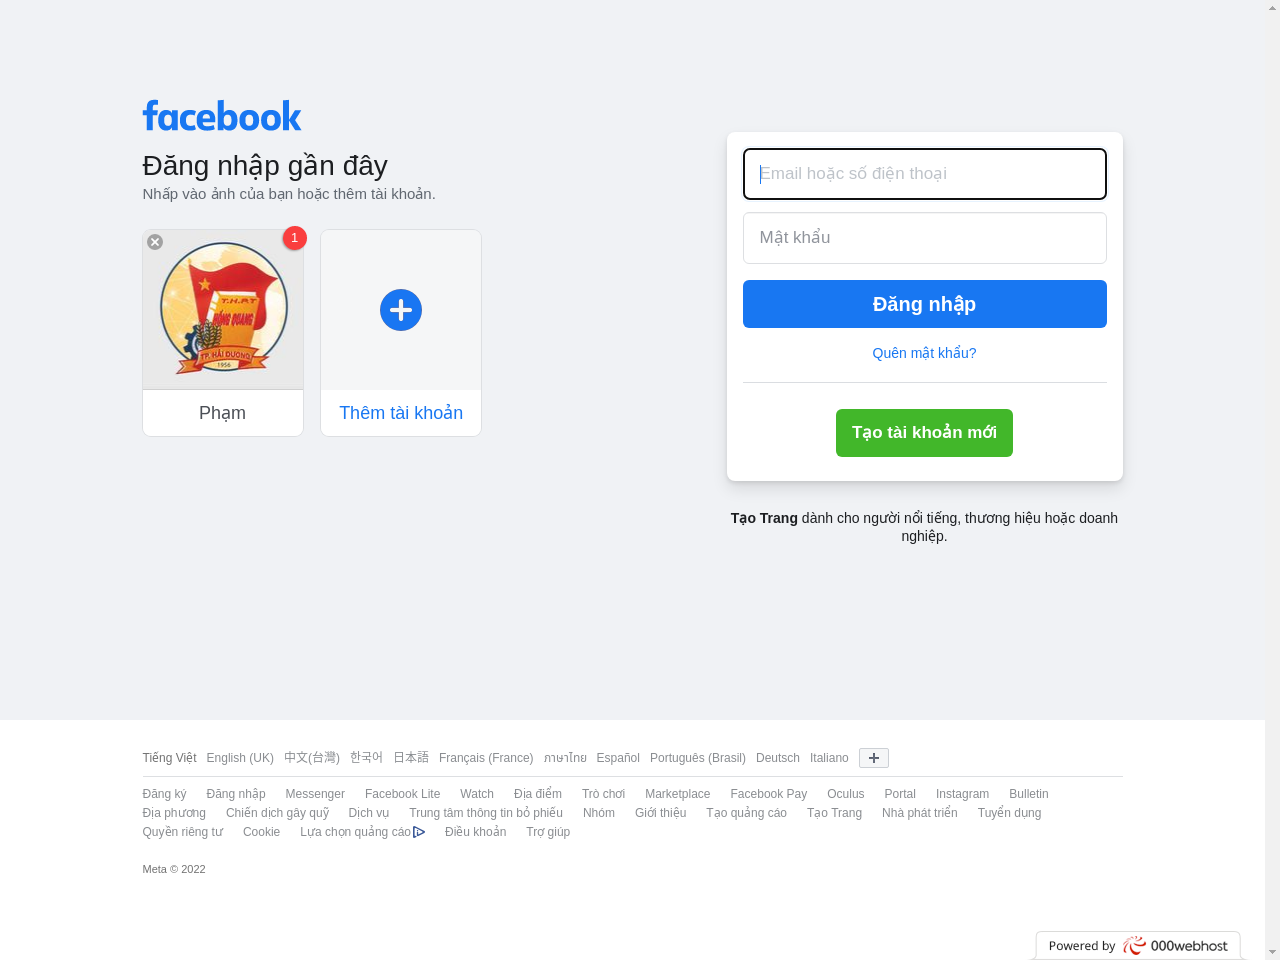 facebook
Đăng nhập gần đây
Nhấp vào ảnh của bạn hoặc thêm tài khoản.
1
T.H.P.T
HỒNG QUANG
TP. HẢI DƯƠNG
1956
Phạm
Thêm tài khoản
Email hoặc số điện thoại
Mật khẩu
Đăng nhập
Quên mật khẩu?
Tạo tài khoản mới
Tạo Trang dành cho người nổi tiếng, thương hiệu hoặc doanh
nghiệp.
Tiếng Việt English (UK) 中文(台灣) 한국어 日本語 Français (France) ภาษาไทย Español Português (Brasil) Deutsch Italiano
Đăng ký Đăng nhập Messenger Facebook Lite Watch Địa điểm Trò chơi Marketplace Facebook Pay Oculus Portal Instagram Bulletin
Địa phương Chiến dịch gây quỹ Dịch vụ Trung tâm thông tin bỏ phiếu Nhóm Giới thiệu Tạo quảng cáo Tạo Trang Nhà phát triển Tuyển dụng
Quyền riêng tư Cookie Lựa chọn quảng cáo Điều khoản Trợ giúp
Meta © 2022
Powered by 000webhost